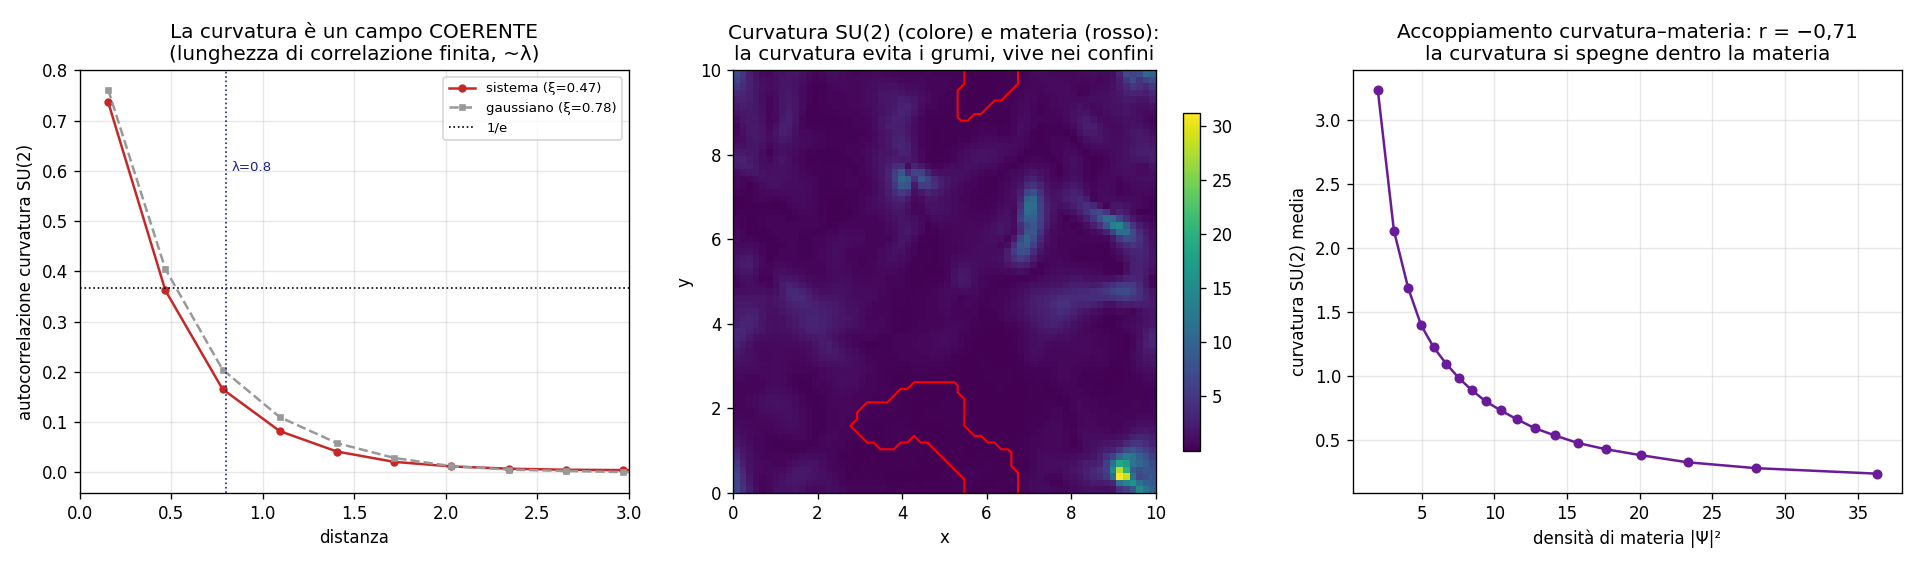 La curvatura è un campo COERENTE
(lunghezza di correlazione finita, ~λ)
autocorrelazione curvatura SU(2)
0.8
0.7
0.6
0.5
0.4
0.3
0.2
0.1
0.0
sistema (ξ=0.47)
gaussiano (ξ=0.78)
1/e
λ=0.8
0.0 0.5 1.0 1.5 2.0 2.5 3.0
distanza
Curvatura SU(2) (colore) e materia (rosso):
la curvatura evita i grumi, vive nei confini
y
10
8
6
4
2
0
0 2 4 6 8 10
x
30
25
20
15
10
5
Accoppiamento curvatura–materia: r = −0,71
la curvatura si spegne dentro la materia
curvatura SU(2) media
3.0
2.5
2.0
1.5
1.0
0.5
5 10 15 20 25 30 35
densità di materia |Ψ|²